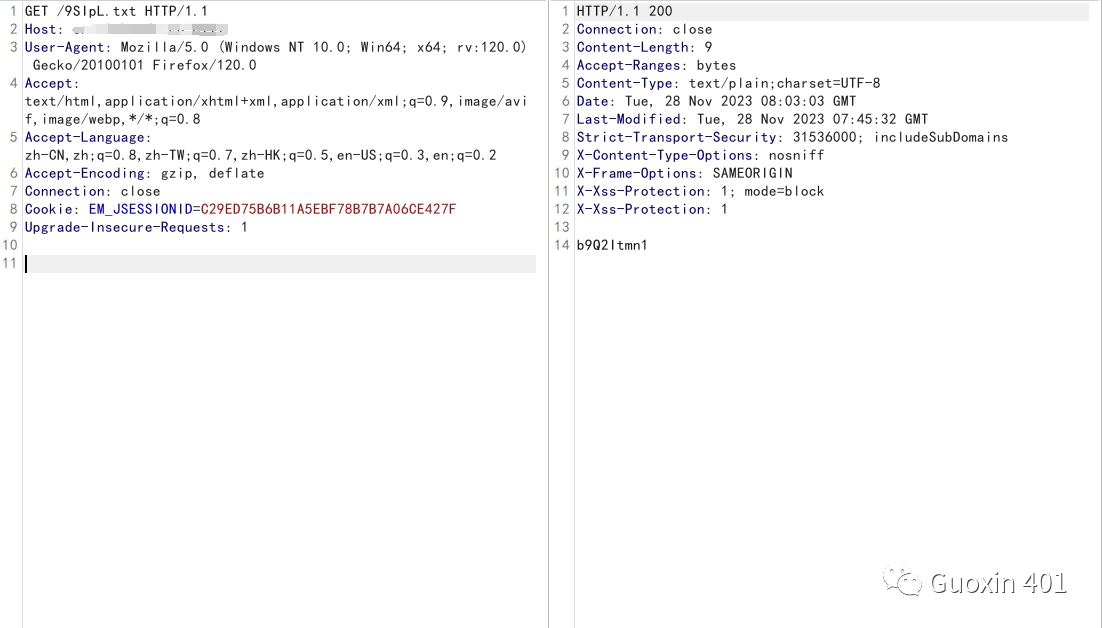 1 GET /9SIpL.txt HTTP/1.1
2 Host:
3 User-Agent: Mozilla/5.0 (Windows NT 10.0; Win64; x64; rv:120.0)
Gecko/20100101 Firefox/120.0
4 Accept:
text/html,application/xhtml+xml,application/xml;q=0.9,image/avi
f,image/webp,*/*;q=0.8
5 Accept-Language:
zh-CN,zh;q=0.8,zh-TW;q=0.7,zh-HK;q=0.5,en-US;q=0.3,en;q=0.2
6 Accept-Encoding: gzip, deflate
7 Connection: close
8 Cookie: EM_JSESSIONID=C29ED75B6B11A5EBF78B7B7A06CE427F
9 Upgrade-Insecure-Requests: 1
10
11
1 HTTP/1.1 200
2 Connection: close
3 Content-Length: 9
4 Accept-Ranges: bytes
5 Content-Type: text/plain;charset=UTF-8
6 Date: Tue, 28 Nov 2023 08:03:03 GMT
7 Last-Modified: Tue, 28 Nov 2023 07:45:32 GMT
8 Strict-Transport-Security: 31536000; includeSubDomains
9 X-Content-Type-Options: nosniff
10 X-Frame-Options: SAMEORIGIN
11 X-Xss-Protection: 1; mode=block
12 X-Xss-Protection: 1
13
14 b9Q2Itmn1
Guoxin 401